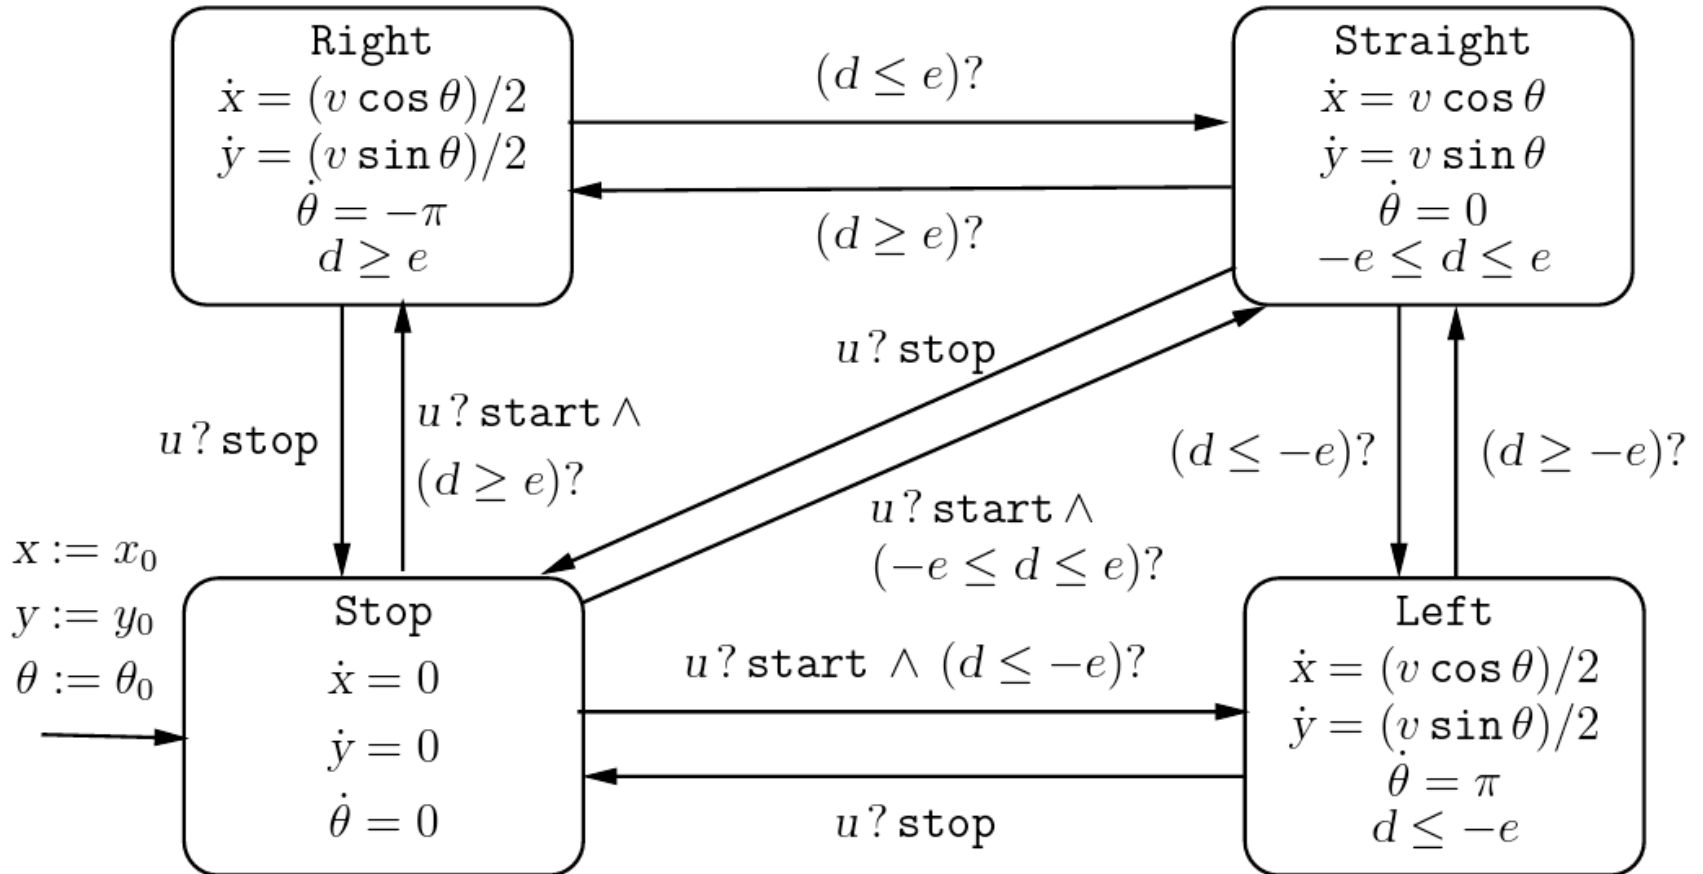 Right
ẋ = (v cos θ)/2
ẏ = (v sin θ)/2
θ̇ = −π
d ≥ e
(d ≤ e)?
(d ≥ e)?
Straight
ẋ = v cos θ
ẏ = v sin θ
θ̇ = 0
−e ≤ d ≤ e
u ? stop
u ? start ∧
(d ≥ e)?
u ? stop
u ? start ∧
(−e ≤ d ≤ e)?
(d ≤ −e)?
(d ≥ −e)?
x := x₀
y := y₀
θ := θ₀
Stop
ẋ = 0
ẏ = 0
θ̇ = 0
u ? start ∧ (d ≤ −e)?
u ? stop
Left
ẋ = (v cos θ)/2
ẏ = (v sin θ)/2
θ̇ = π
d ≤ −e